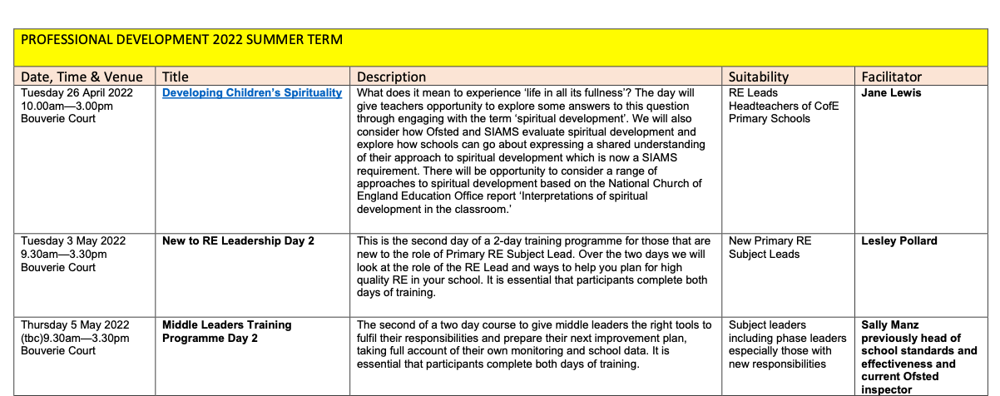 PROFESSIONAL DEVELOPMENT 2022 SUMMER TERM
Date, Time & Venue
Title
Description
Suitability
Facilitator
Tuesday 26 April 2022
10.00am—3.00pm
Bouverie Court
Developing Children’s Spirituality
What does it mean to experience ‘life in all its fullness’? The day will
give teachers opportunity to explore some answers to this question
through engaging with the term ‘spiritual development’. We will also
consider how Ofsted and SIAMS evaluate spiritual development and
explore how schools can go about expressing a shared understanding
of their approach to spiritual development which is now a SIAMS
requirement. There will be opportunity to consider a range of
approaches to spiritual development based on the National Church of
England Education Office report ‘Interpretations of spiritual
development in the classroom.’
RE Leads
Headteachers of CofE
Primary Schools
Jane Lewis
Tuesday 3 May 2022
9.30am—3.30pm
Bouverie Court
New to RE Leadership Day 2
This is the second day of a 2-day training programme for those that are
new to the role of Primary RE Subject Lead. Over the two days we will
look at the role of the RE Lead and ways to help you plan for high
quality RE in your school. It is essential that participants complete both
days of training.
New Primary RE
Subject Leads
Lesley Pollard
Thursday 5 May 2022
(tbc)9.30am—3.30pm
Bouverie Court
Middle Leaders Training
Programme Day 2
The second of a two day course to give middle leaders the right tools to
fulfil their responsibilities and prepare their next improvement plan,
taking full account of their own monitoring and school data. It is
essential that participants complete both days of training.
Subject leaders
including phase leaders
especially those with
new responsibilities
Sally Manz
previously head of
school standards and
effectiveness and
current Ofsted
inspector